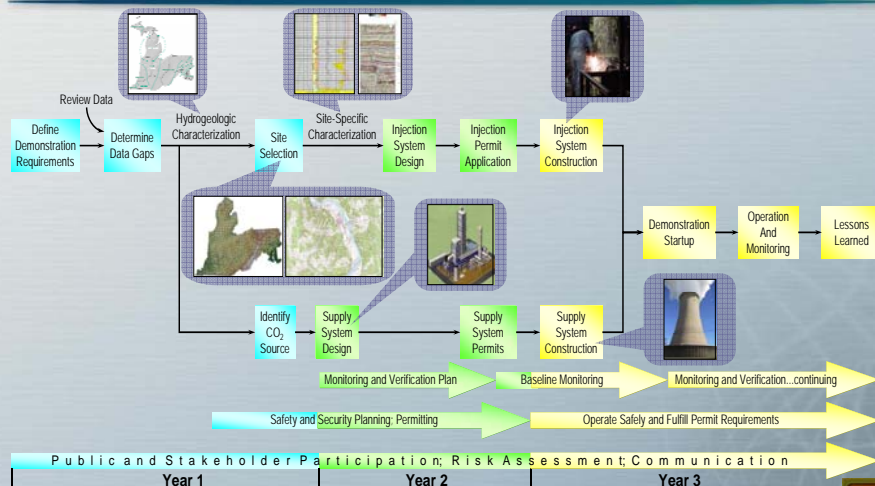 Review Data
Define
Demonstration
Requirements
Determine
Data Gaps
Hydrogeologic
Characterization
Site
Selection
Site-Specific
Characterization
Injection
System
Design
Injection
Permit
Application
Injection
System
Construction
Demonstration
Startup
Operation
And
Monitoring
Lessons
Learned
Identify
CO₂
Source
Supply
System
Design
Supply
System
Permits
Supply
System
Construction
Monitoring and Verification Plan
Baseline Monitoring
Monitoring and Verification...continuing
Safety and Security Planning; Permitting
Operate Safely and Fulfill Permit Requirements
Public and Stakeholder Participation; Risk Assessment; Communication
Year 1
Year 2
Year 3